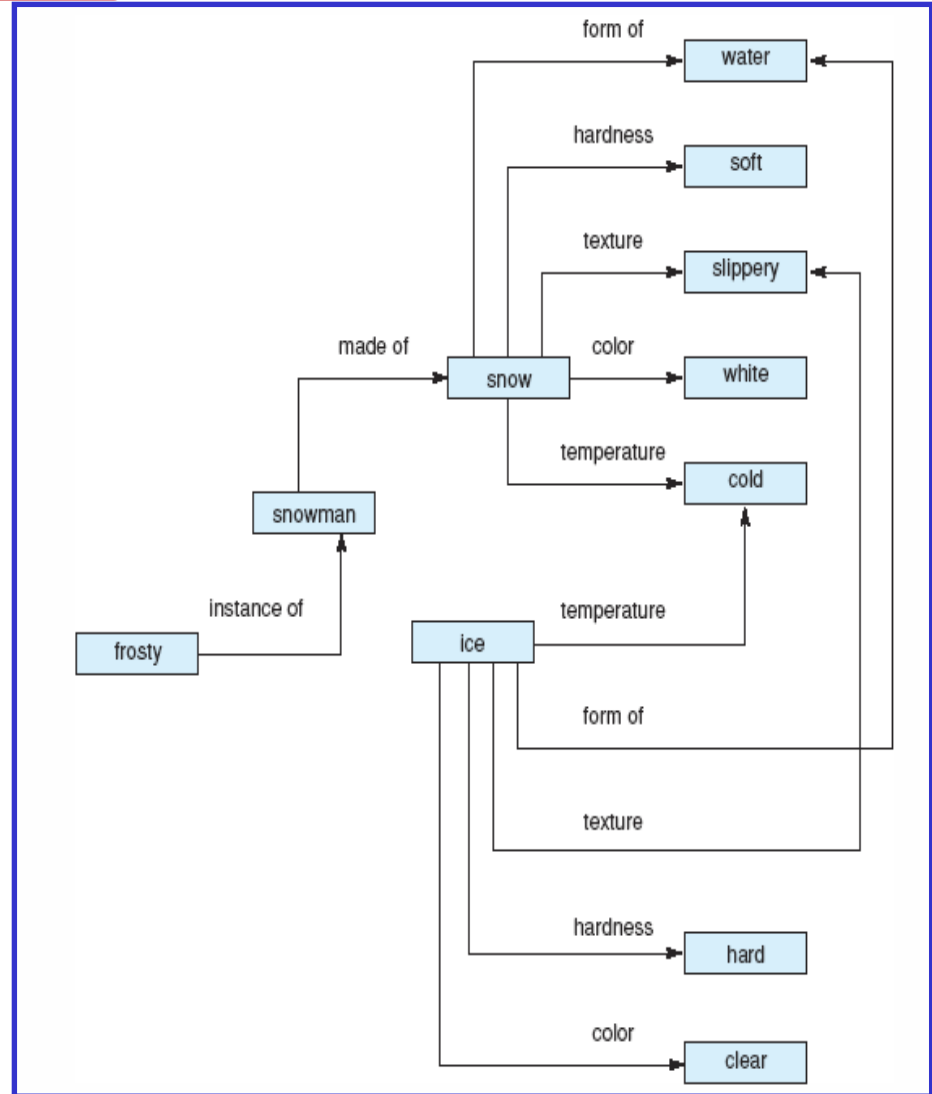 form of
water
hardness
soft
texture
slippery
made of
color
snow
white
temperature
cold
snowman
instance of
temperature
frosty
ice
form of
texture
hardness
hard
color
clear